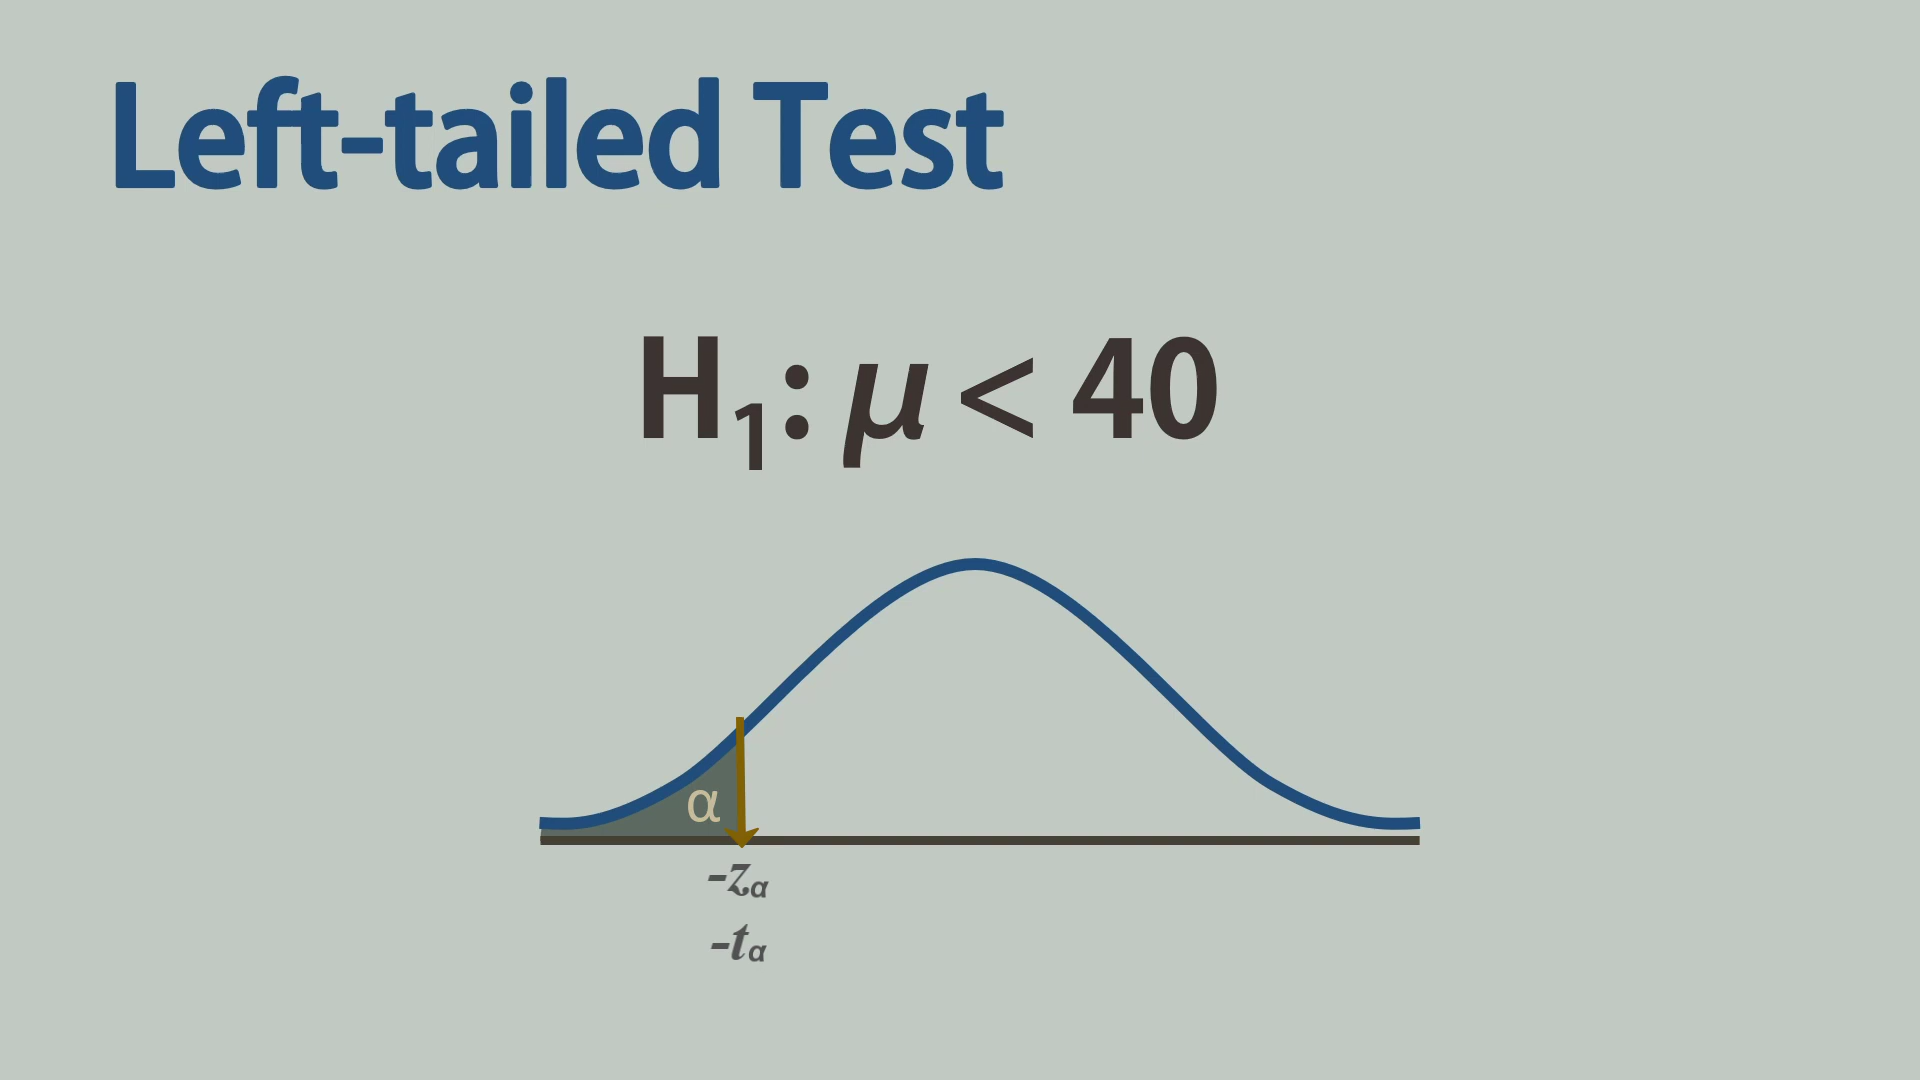 Left-tailed Test
H₁: μ < 40
α
-zα
-tα